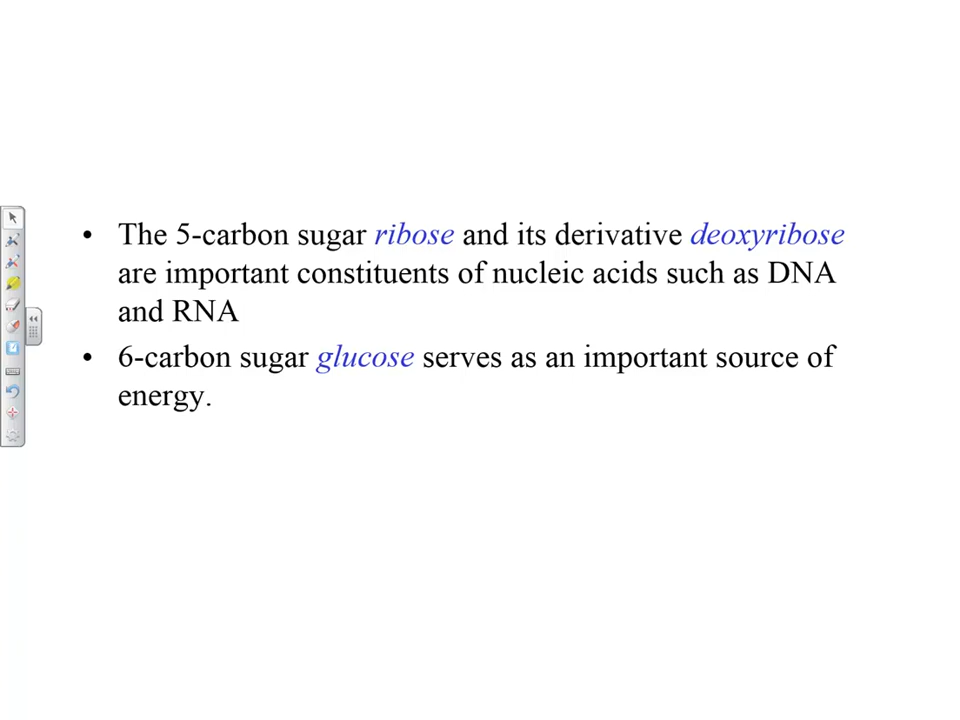 • The 5-carbon sugar ribose and its derivative deoxyribose
are important constituents of nucleic acids such as DNA
and RNA
• 6-carbon sugar glucose serves as an important source of
energy.